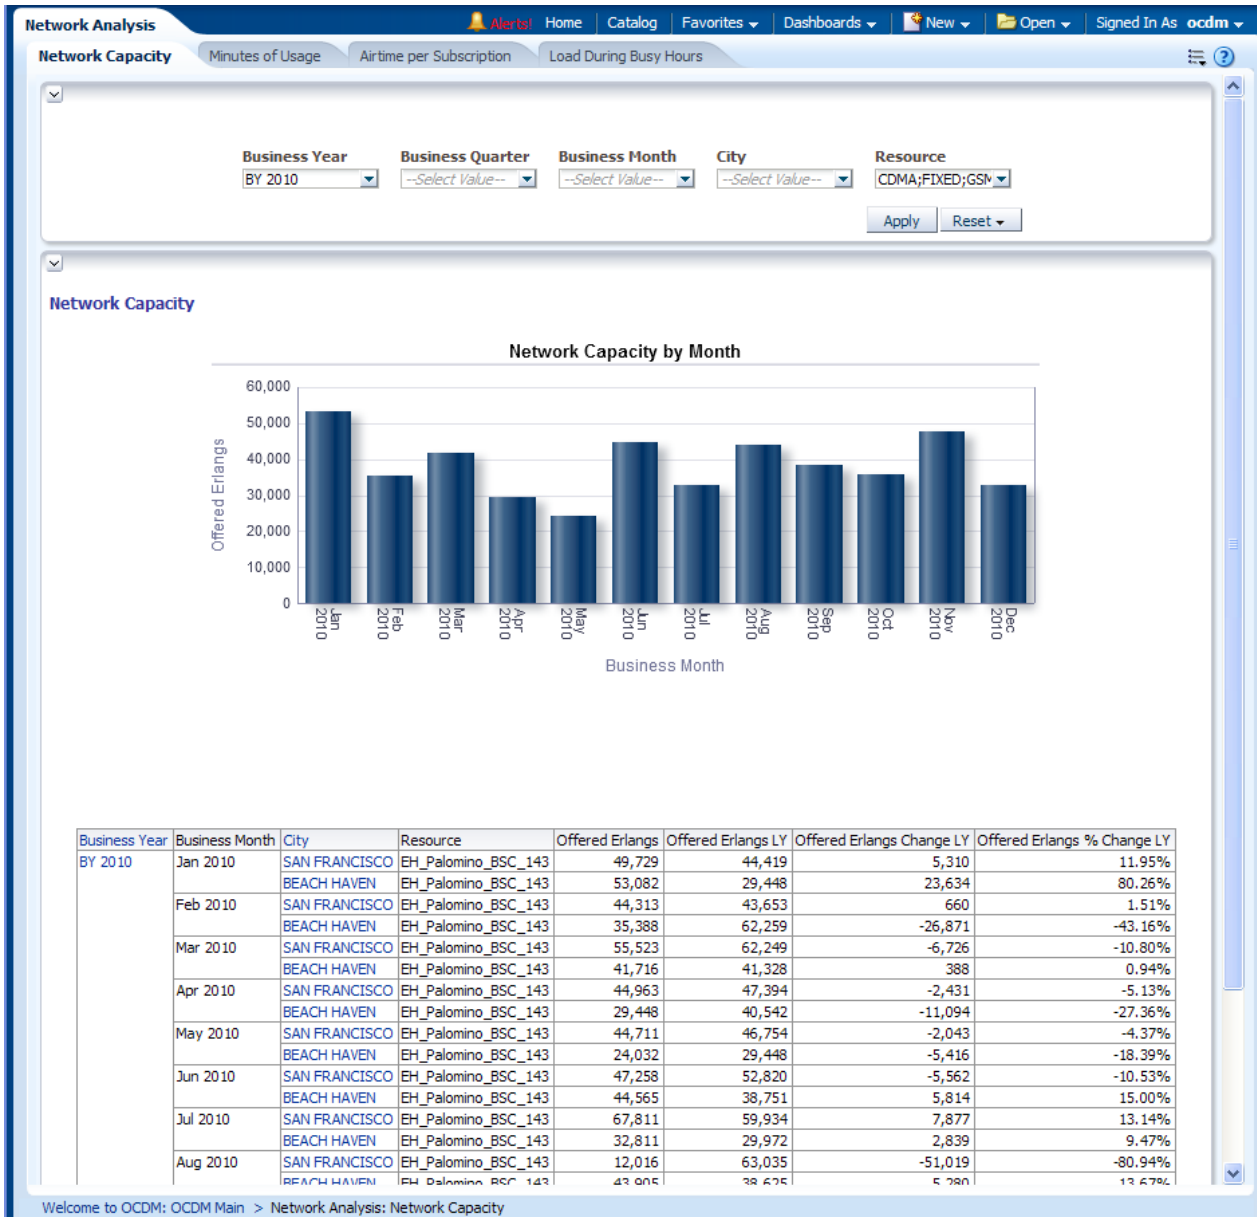 Network Analysis Alerts! Home Catalog Favorites Dashboards New Open Signed In As ocdm
Network Capacity Minutes of Usage Airtime per Subscription Load During Busy Hours
Business Year Business Quarter Business Month City Resource
BY 2010 --Select Value-- --Select Value-- --Select Value-- CDMA;FIXED;GSM
Apply Reset
Network Capacity
Network Capacity by Month
Offered Erlangs
60,000
50,000
40,000
30,000
20,000
10,000
0
Jan 2010 Feb 2010 Mar 2010 Apr 2010 May 2010 Jun 2010 Jul 2010 Aug 2010 Sep 2010 Oct 2010 Nov 2010 Dec 2010
Business Month
Business Year Business Month City Resource Offered Erlangs Offered Erlangs LY Offered Erlangs Change LY Offered Erlangs % Change LY
BY 2010 Jan 2010 SAN FRANCISCO EH_Palomino_BSC_143 49,729 44,419 5,310 11.95%
BEACH HAVEN EH_Palomino_BSC_143 53,082 29,448 23,634 80.26%
Feb 2010 SAN FRANCISCO EH_Palomino_BSC_143 44,313 43,653 660 1.51%
BEACH HAVEN EH_Palomino_BSC_143 35,388 62,259 -26,871 -43.16%
Mar 2010 SAN FRANCISCO EH_Palomino_BSC_143 55,523 62,249 -6,726 -10.80%
BEACH HAVEN EH_Palomino_BSC_143 41,716 41,328 388 0.94%
Apr 2010 SAN FRANCISCO EH_Palomino_BSC_143 44,963 47,394 -2,431 -5.13%
BEACH HAVEN EH_Palomino_BSC_143 29,448 40,542 -11,094 -27.36%
May 2010 SAN FRANCISCO EH_Palomino_BSC_143 44,711 46,754 -2,043 -4.37%
BEACH HAVEN EH_Palomino_BSC_143 24,032 29,448 -5,416 -18.39%
Jun 2010 SAN FRANCISCO EH_Palomino_BSC_143 47,258 52,820 -5,562 -10.53%
BEACH HAVEN EH_Palomino_BSC_143 44,565 38,751 5,814 15.00%
Jul 2010 SAN FRANCISCO EH_Palomino_BSC_143 67,811 59,934 7,877 13.14%
BEACH HAVEN EH_Palomino_BSC_143 32,811 29,972 2,839 9.47%
Aug 2010 SAN FRANCISCO EH_Palomino_BSC_143 12,016 63,035 -51,019 -80.94%
BEACH HAVEN EH_Palomino_BSC_143 43,905 38,625 5,280 13.67%
Welcome to OCDM: OCDM Main > Network Analysis: Network Capacity